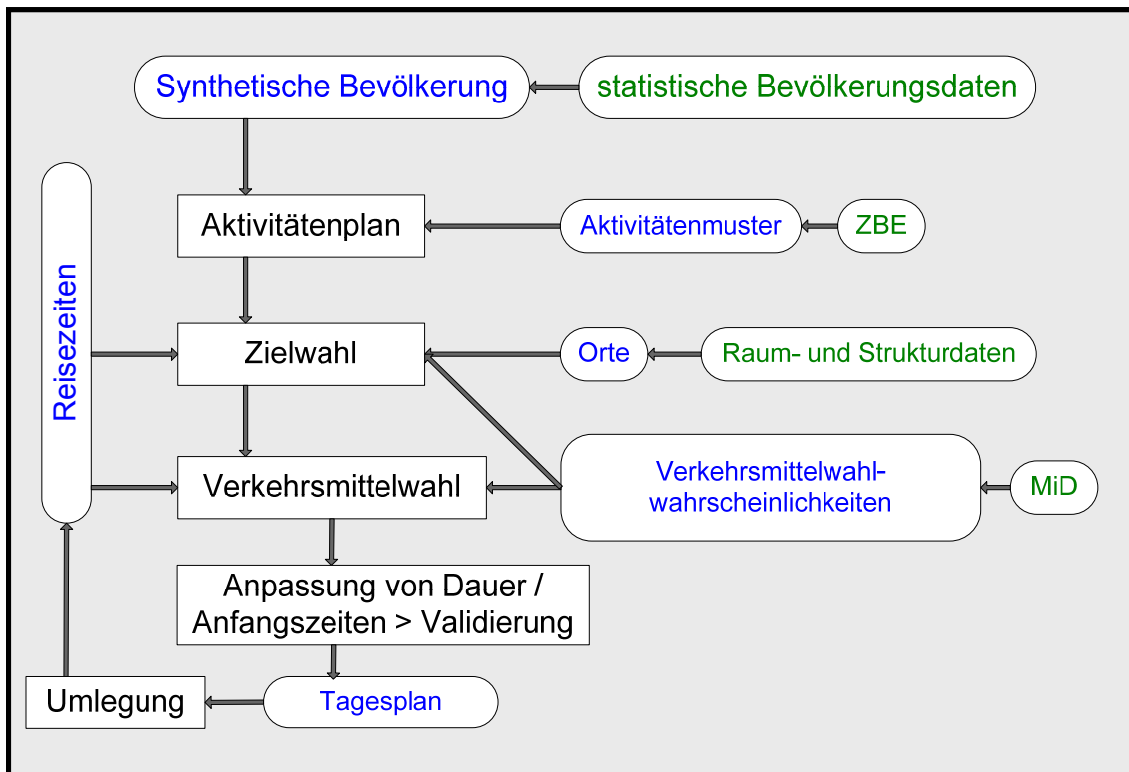 Synthetische Bevölkerung
statistische Bevölkerungsdaten
Aktivitätenplan
Aktivitätenmuster
ZBE
Reisezeiten
Zielwahl
Orte
Raum- und Strukturdaten
Verkehrsmittelwahl
Verkehrsmittelwahl-
wahrscheinlichkeiten
MiD
Anpassung von Dauer /
Anfangszeiten > Validierung
Umlegung
Tagesplan